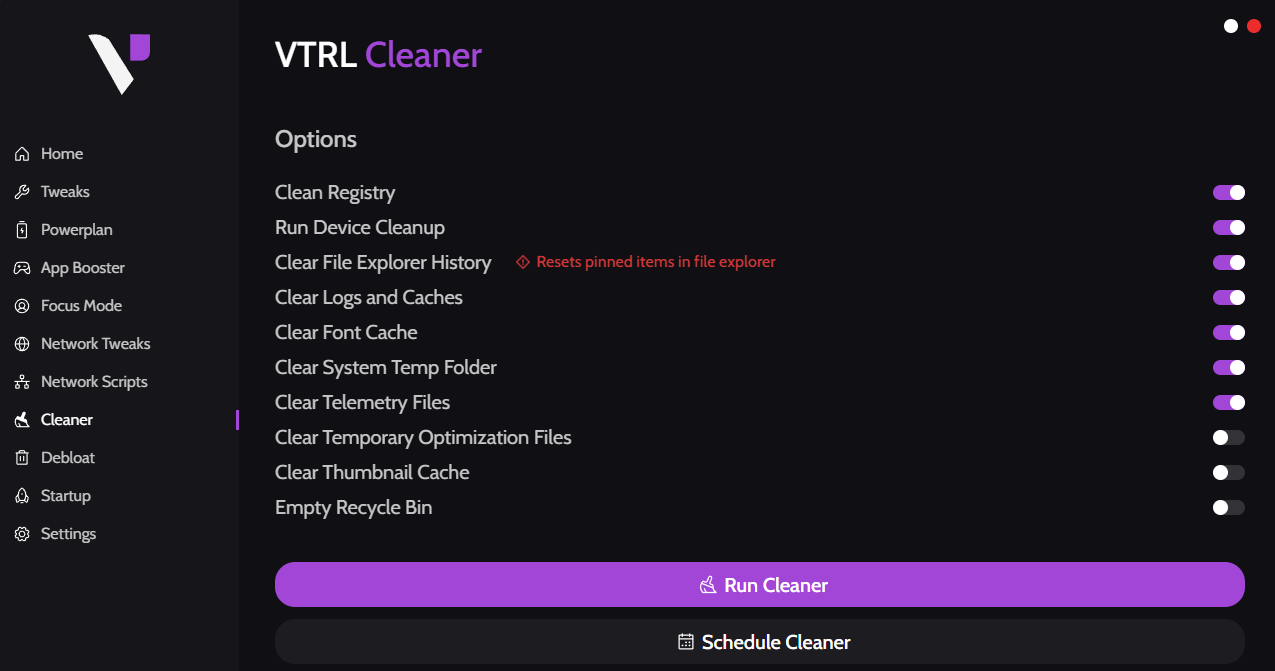 VTRL Cleaner
Home
Tweaks
Powerplan
App Booster
Focus Mode
Network Tweaks
Network Scripts
Cleaner
Debloat
Startup
Settings
Options
Clean Registry
Run Device Cleanup
Clear File Explorer History Resets pinned items in file explorer
Clear Logs and Caches
Clear Font Cache
Clear System Temp Folder
Clear Telemetry Files
Clear Temporary Optimization Files
Clear Thumbnail Cache
Empty Recycle Bin
Run Cleaner
Schedule Cleaner